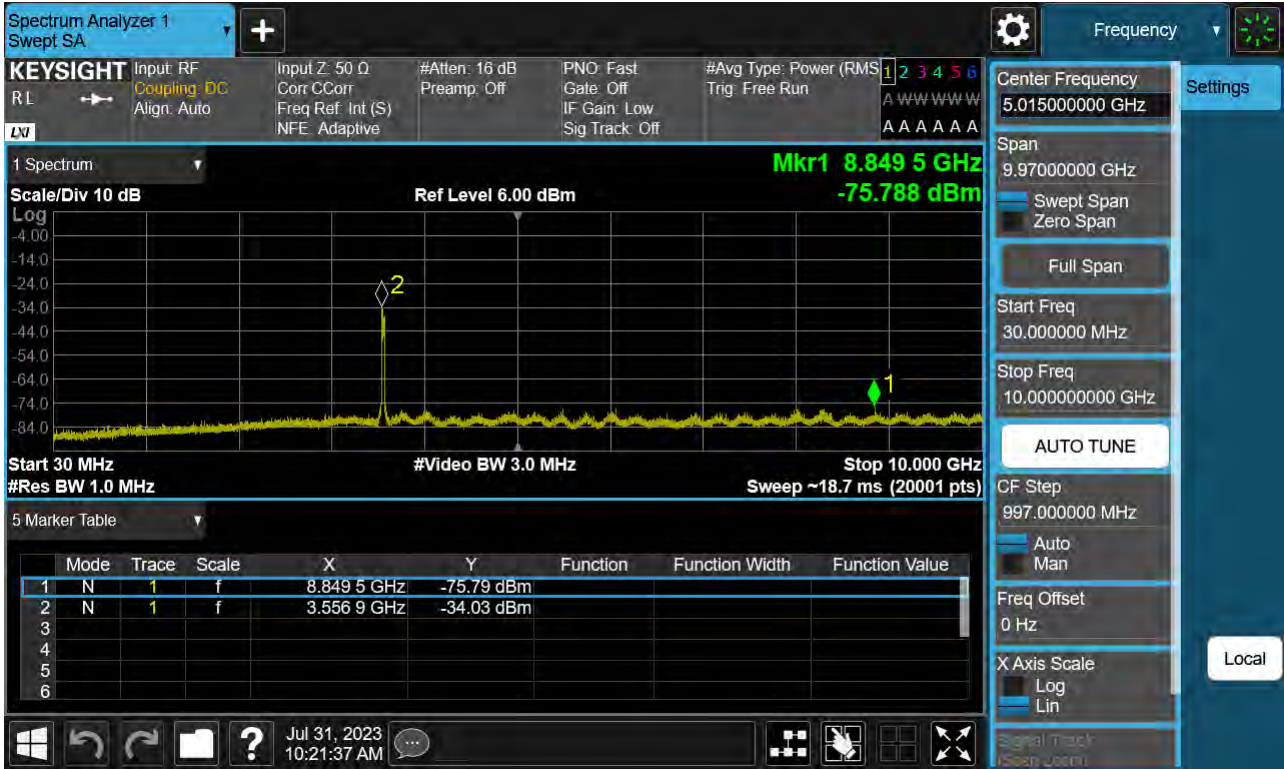 Spectrum Analyzer 1
Swept SA
+
Frequency
KEYSIGHT
RL
LXI
Input: RF
Coupling: DC
Align: Auto
Input Z: 50 Ω
Corr CCorr
Freq Ref: Int (S)
NFE: Adaptive
#Atten: 16 dB
Preamp: Off
PNO: Fast
Gate: Off
IF Gain: Low
Sig Track: Off
#Avg Type: Power (RMS
Trig: Free Run
1 2 3 4 5 6
A W W W W W
A A A A A A
1 Spectrum
Mkr1 8.849 5 GHz
-75.788 dBm
Scale/Div 10 dB
Ref Level 6.00 dBm
Log
-4.00
-14.0
-24.0
-34.0
-44.0
-54.0
-64.0
-74.0
-84.0
2
1
Start 30 MHz
#Video BW 3.0 MHz
Stop 10.000 GHz
#Res BW 1.0 MHz
Sweep ~18.7 ms (20001 pts)
5 Marker Table
Mode Trace Scale X Y Function Function Width Function Value
1 N 1 f 8.849 5 GHz -75.79 dBm
2 N 1 f 3.556 9 GHz -34.03 dBm
3
4
5
6
?
Jul 31, 2023
10:21:37 AM
Center Frequency
5.015000000 GHz
Settings
Span
9.97000000 GHz
Swept Span
Zero Span
Full Span
Start Freq
30.000000 MHz
Stop Freq
10.000000000 GHz
AUTO TUNE
CF Step
997.000000 MHz
Auto
Man
Freq Offset
0 Hz
X Axis Scale
Log
Lin
Local
Signal Track
(Span Zoom)